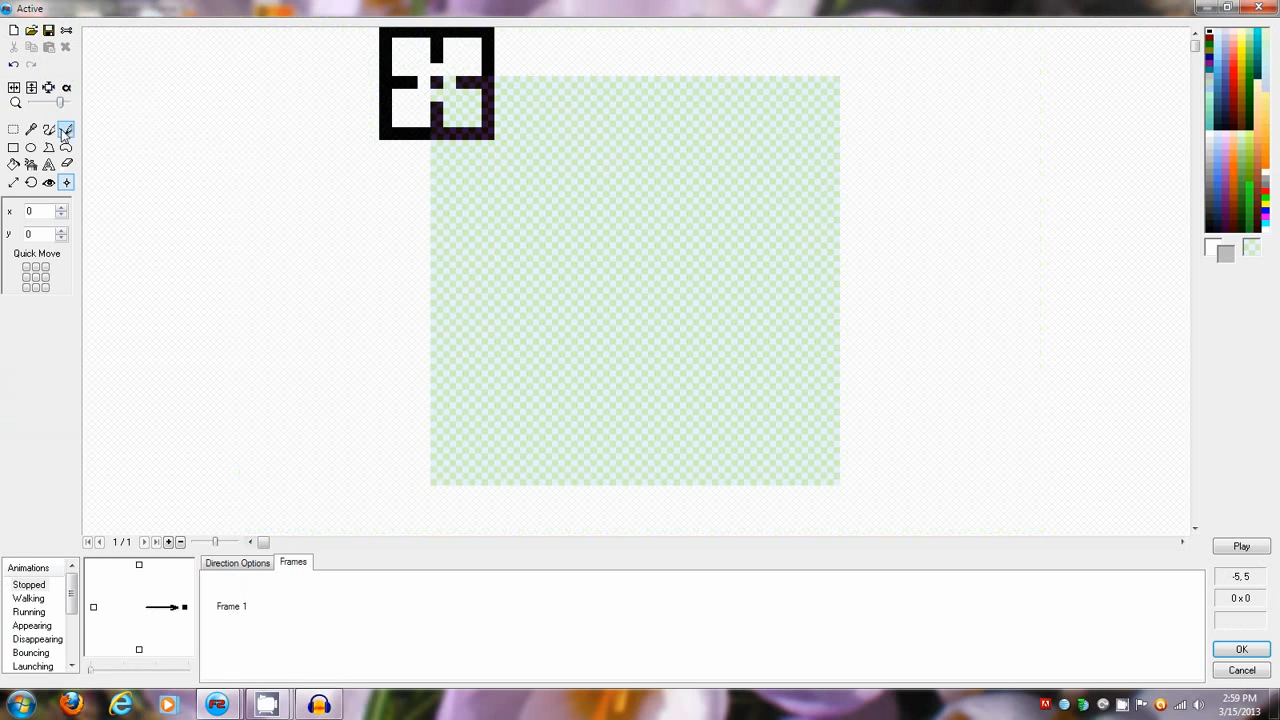 Active
x 0
y 0
Quick Move
1 / 1
Animations
Stopped
Walking
Running
Appearing
Disappearing
Bouncing
Launching
Direction Options
Frames
Frame 1
Play
-5, 5
0 x 0
OK
Cancel
2:59 PM
3/15/2013